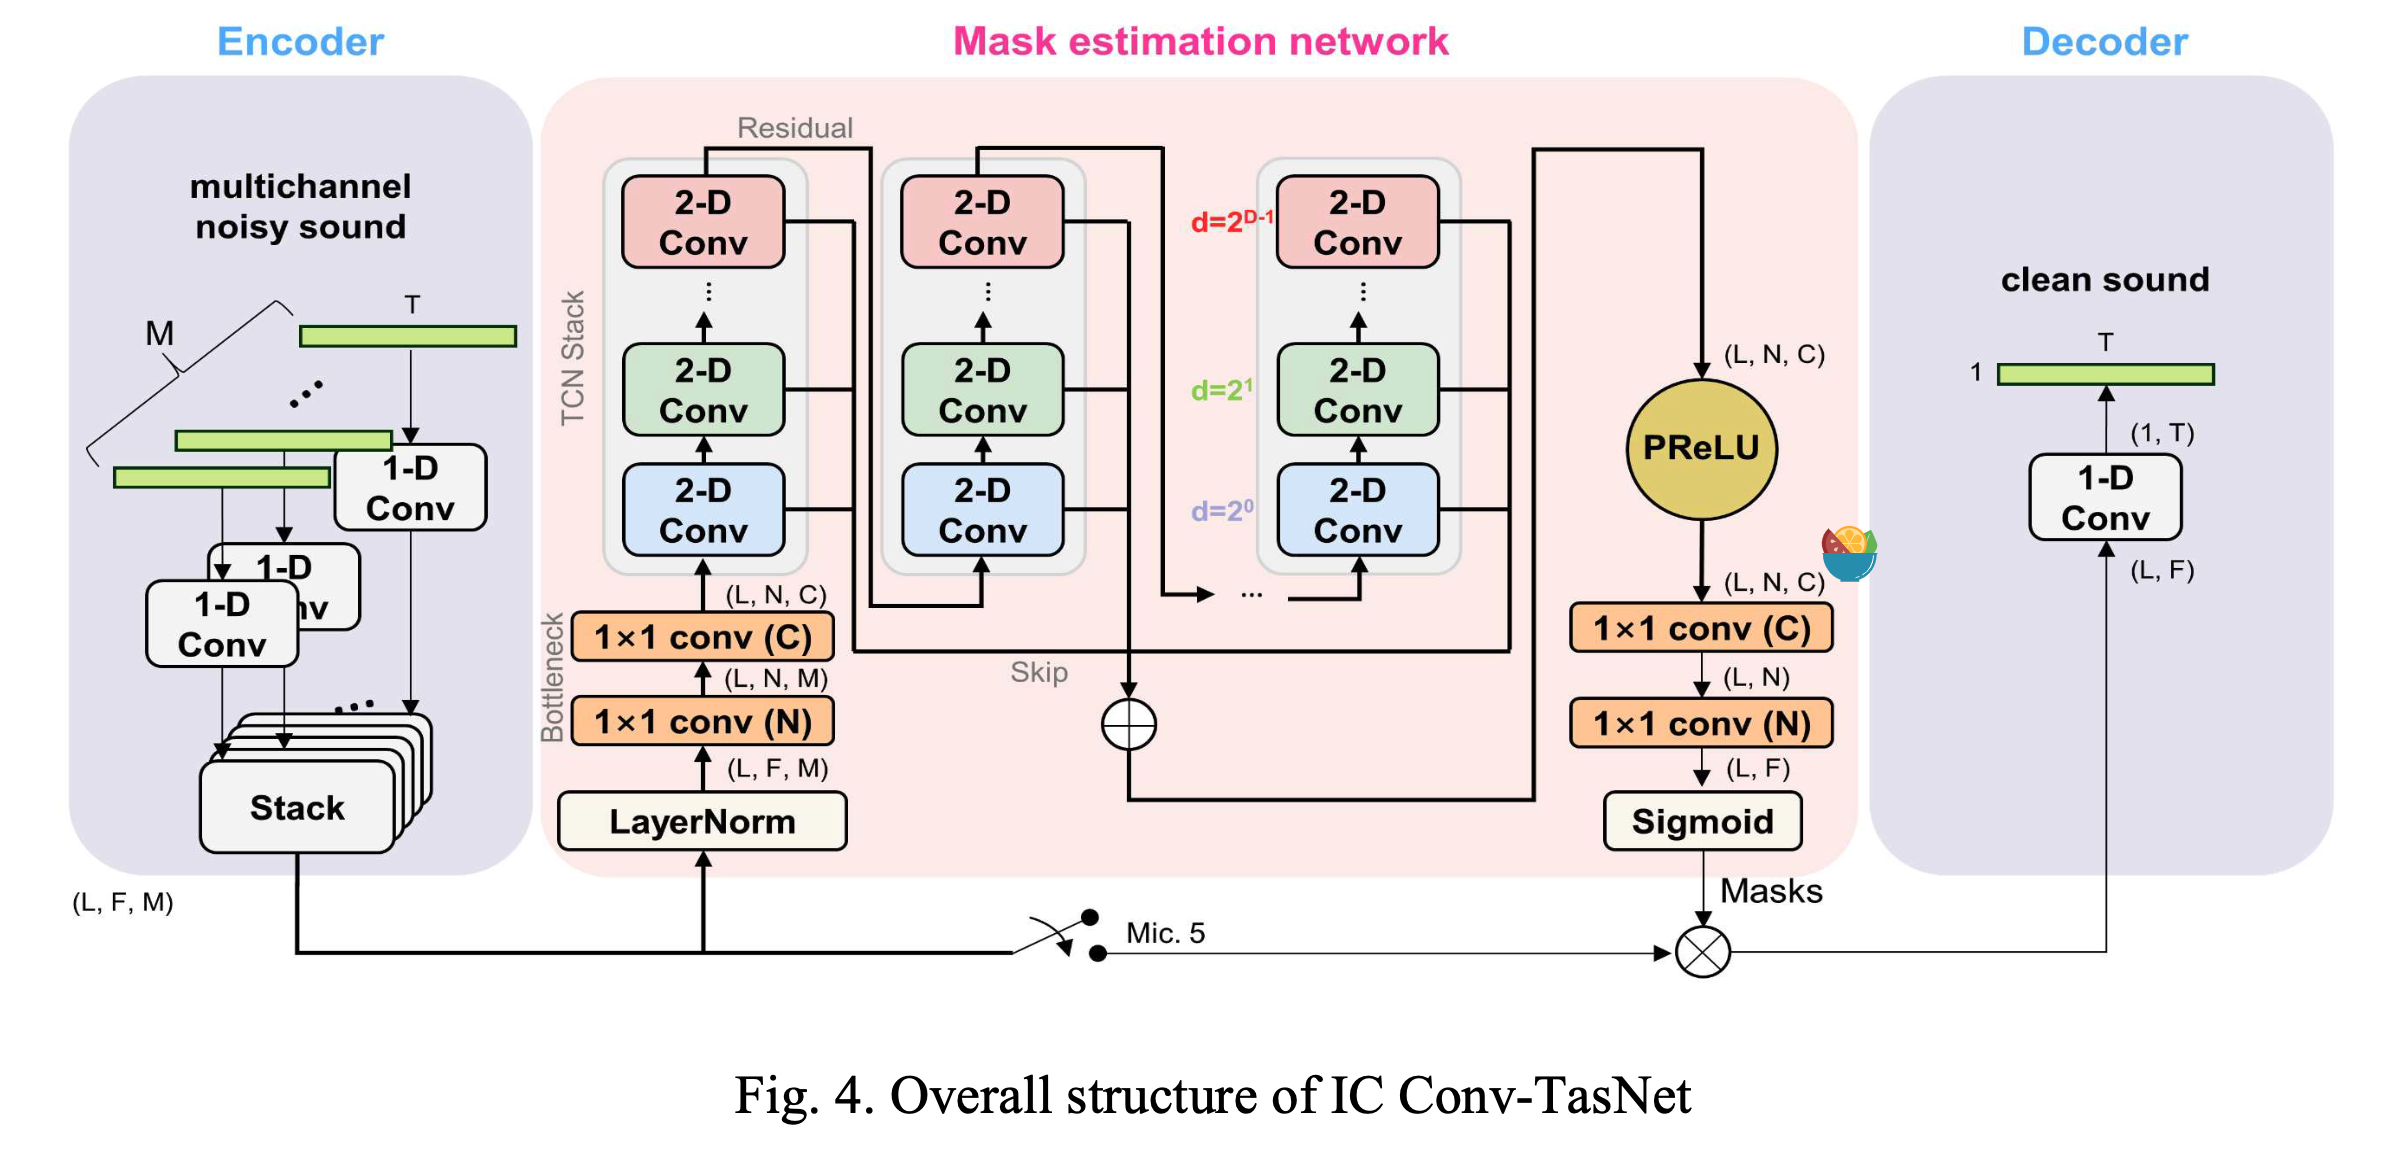 Encoder
Mask estimation network
Decoder
multichannel
noisy sound
M
T
1-D
Conv
1-D
nv
1-D
Conv
Stack
(L, F, M)
Residual
TCN Stack
2-D
Conv
2-D
Conv
2-D
Conv
2-D
Conv
2-D
Conv
2-D
Conv
d=2^D-1
2-D
Conv
d=2^1
2-D
Conv
d=2^0
2-D
Conv
(L, N, C)
Bottleneck
1×1 conv (C)
(L, N, M)
1×1 conv (N)
(L, F, M)
LayerNorm
...
Skip
(L, N, C)
PReLU
(L, N, C)
1×1 conv (C)
(L, N)
1×1 conv (N)
(L, F)
Sigmoid
Masks
Mic. 5
clean sound
T
1
(1, T)
1-D
Conv
(L, F)
Fig. 4. Overall structure of IC Conv-TasNet